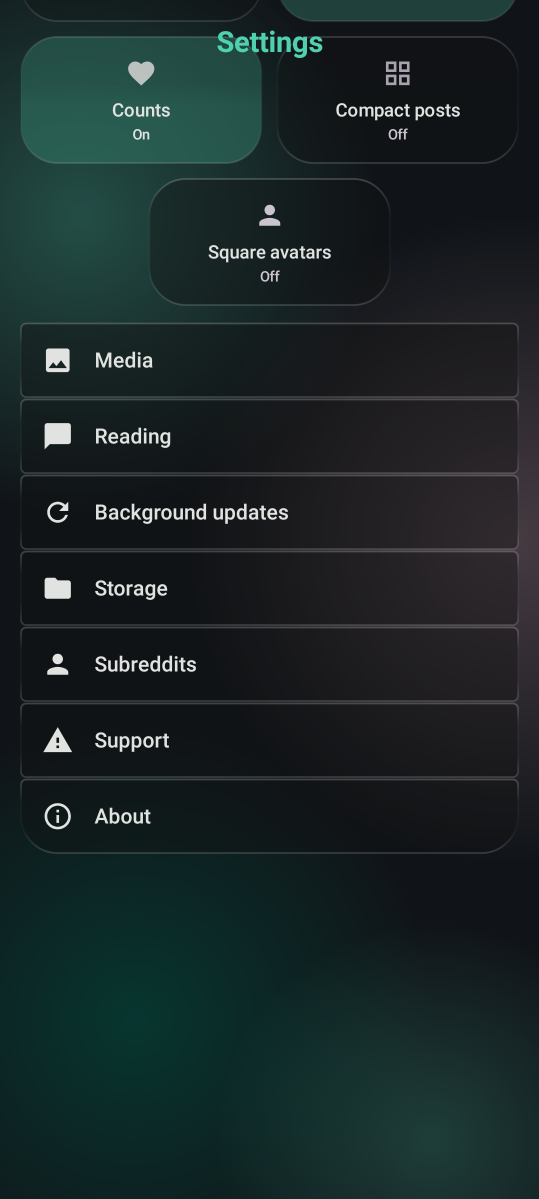 Settings
Counts
On
Compact posts
Off
Square avatars
Off
Media
Reading
Background updates
Storage
Subreddits
Support
About